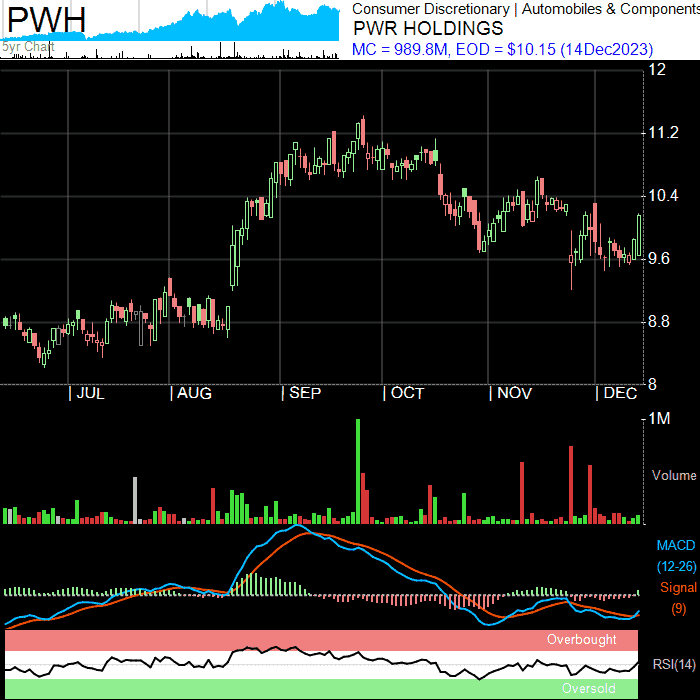 PWH
5yr Chart
Consumer Discretionary | Automobiles & Components
PWR HOLDINGS
MC = 989.8M, EOD = $10.15 (14Dec2023)
12
11.2
10.4
9.6
8.8
8
| JUL | AUG | SEP | OCT | NOV | DEC
1M
Volume
MACD
(12-26)
Signal
(9)
Overbought
RSI(14)
Oversold